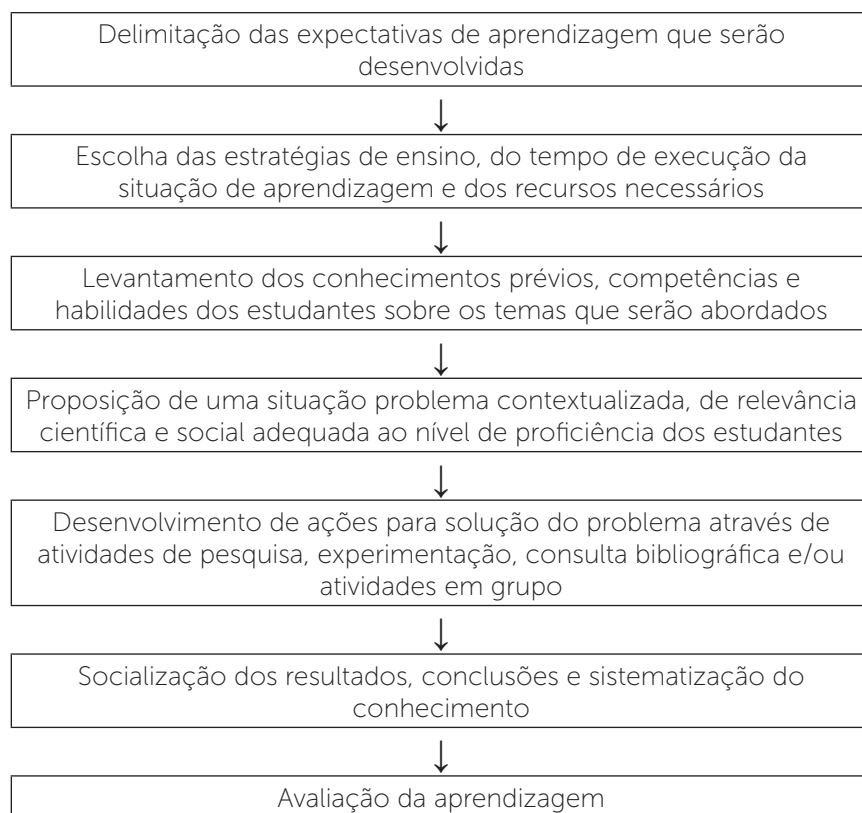 Delimitação das expectativas de aprendizagem que serão
desenvolvidas
↓
Escolha das estratégias de ensino, do tempo de execução da
situação de aprendizagem e dos recursos necessários
↓
Levantamento dos conhecimentos prévios, competências e
habilidades dos estudantes sobre os temas que serão abordados
↓
Proposição de uma situação problema contextualizada, de relevância
científica e social adequada ao nível de proficiência dos estudantes
↓
Desenvolvimento de ações para solução do problema através de
atividades de pesquisa, experimentação, consulta bibliográfica e/ou
atividades em grupo
↓
Socialização dos resultados, conclusões e sistematização do
conhecimento
↓
Avaliação da aprendizagem